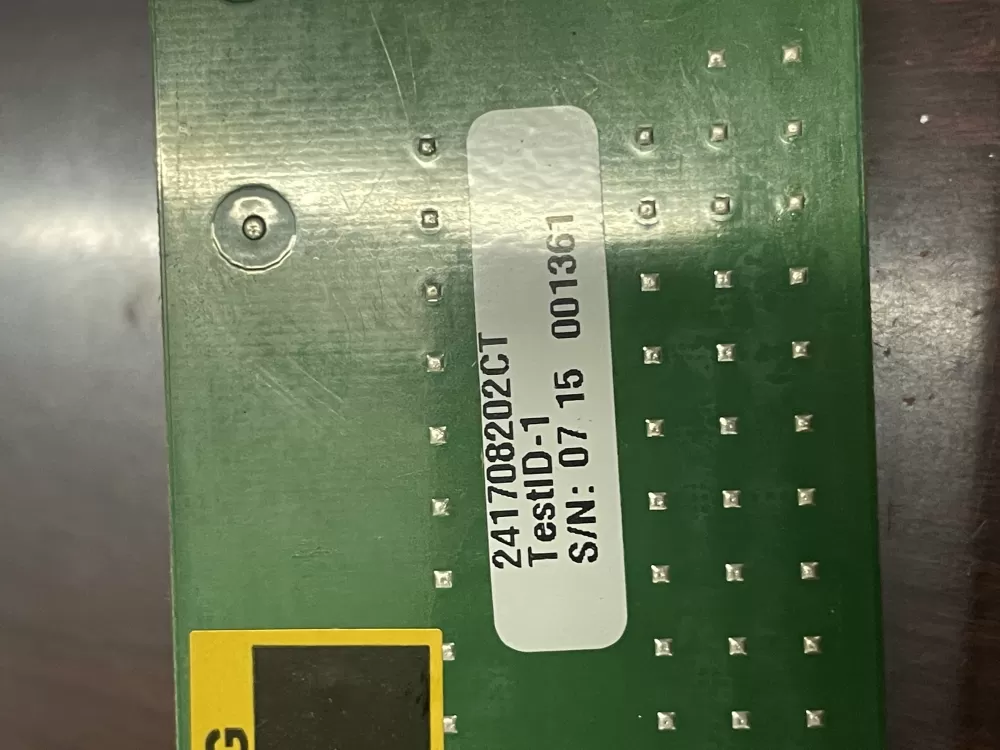 241708202CT
TestID-1
S/N: 07 15 001361
G